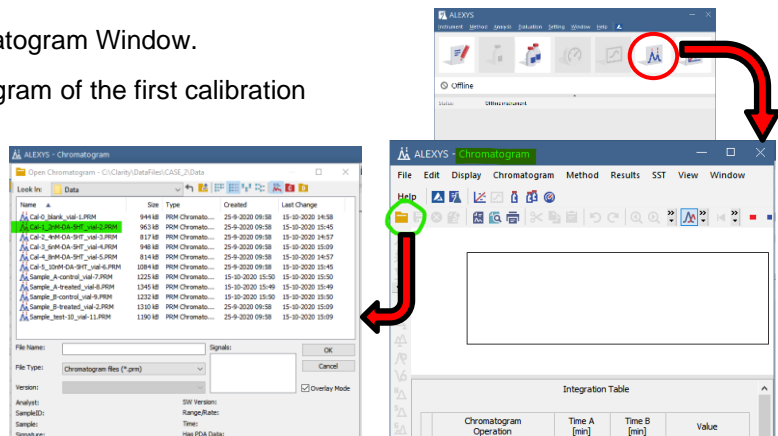 atogram Window.
gram of the first calibration
ALEXYS
Instrument Method Analysis Evaluation Setting Window Help
Offline
Status Offline instrument
ALEXYS - Chromatogram
Open Chromatogram - C:\Clarity\DataFiles\CASE_2\Data
Look In: Data
Name Size Type Created Last Change
Cal-0_blank_vial-1.PRM 944 kB PRM Chromato... 25-9-2020 09:58 15-10-2020 14:58
Cal-1_2nM-DA-5HT_vial-2.PRM 963 kB PRM Chromato... 25-9-2020 09:58 15-10-2020 15:45
Cal-2_4nM-DA-5HT_vial-3.PRM 817 kB PRM Chromato... 25-9-2020 09:58 15-10-2020 14:57
Cal-3_6nM-DA-5HT_vial-4.PRM 948 kB PRM Chromato... 25-9-2020 09:58 15-10-2020 15:09
Cal-4_8nM-DA-5HT_vial-5.PRM 814 kB PRM Chromato... 25-9-2020 09:58 15-10-2020 14:57
Cal-5_10nM-DA-5HT_vial-6.PRM 1084 kB PRM Chromato... 25-9-2020 09:58 15-10-2020 15:45
Sample_A-control_vial-7.PRM 1225 kB PRM Chromato... 15-10-2020 15:50 15-10-2020 15:50
Sample_A-treated_vial-8.PRM 1345 kB PRM Chromato... 15-10-2020 15:49 15-10-2020 15:49
Sample_B-control_vial-9.PRM 1232 kB PRM Chromato... 15-10-2020 15:50 15-10-2020 15:50
Sample_B-treated_vial-2.PRM 1310 kB PRM Chromato... 25-9-2020 09:58 15-10-2020 15:09
Sample_test-10_vial-11.PRM 1190 kB PRM Chromato... 25-9-2020 09:58 15-10-2020 15:09
File Name: Signals: OK
File Type: Chromatogram files (*.prm) Cancel
Version: Overlay Mode
Analyst: SW Version:
SampleID: Range/Rate:
Sample: Time:
Signature: Has PDA Data:
ALEXYS - Chromatogram
File Edit Display Chromatogram Method Results SST View Window
Help
Integration Table
Chromatogram Operation Time A [min] Time B [min] Value